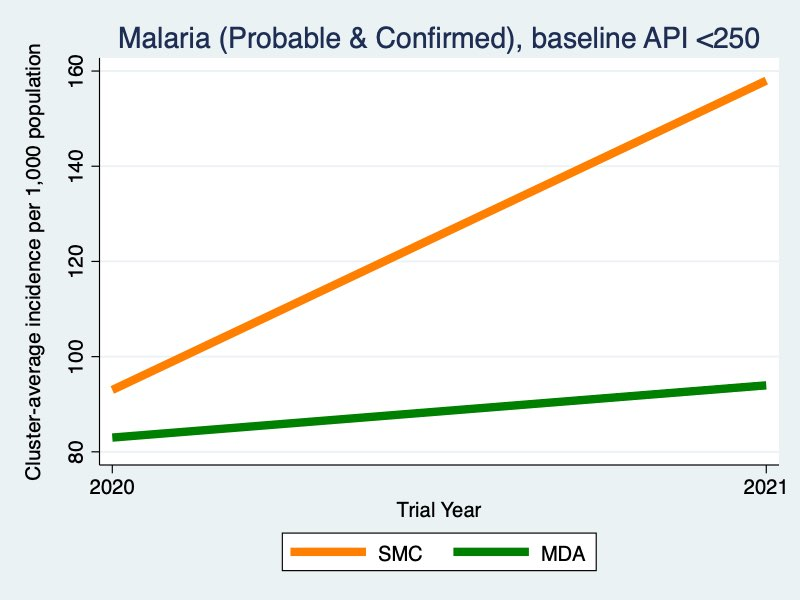 Malaria (Probable & Confirmed), baseline API <250
Cluster-average incidence per 1,000 population
160
140
120
100
80
2020
2021
Trial Year
SMC
MDA